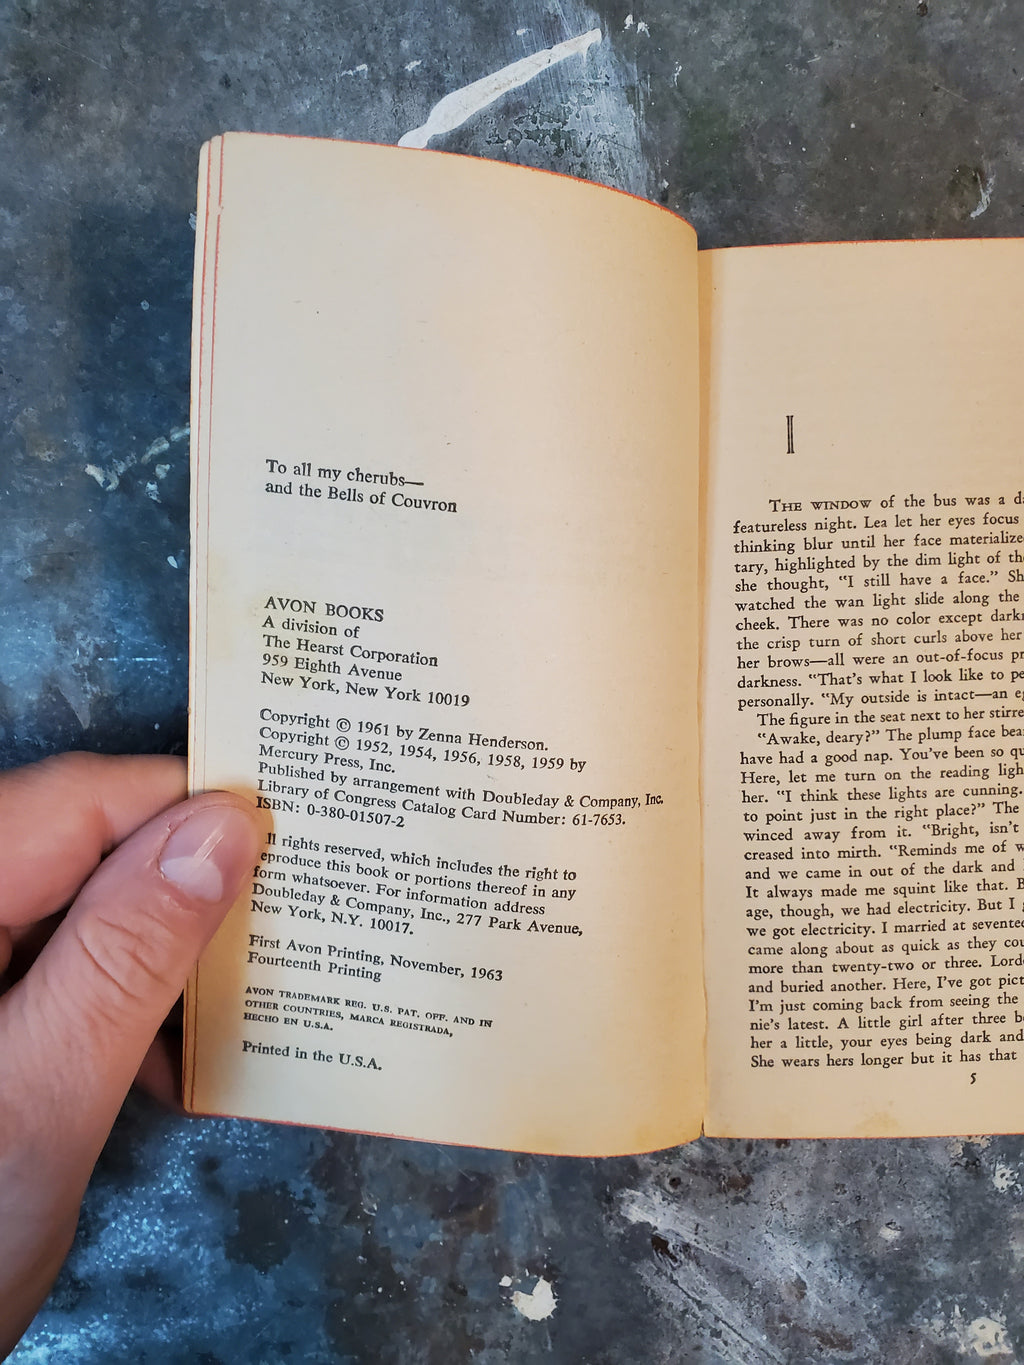 To all my cherubs—
and the Bells of Couvron
AVON BOOKS
A division of
The Hearst Corporation
959 Eighth Avenue
New York, New York 10019
Copyright © 1961 by Zenna Henderson.
Copyright © 1952, 1954, 1956, 1958, 1959 by
Mercury Press, Inc.
Published by arrangement with Doubleday & Company, Inc.
Library of Congress Catalog Card Number: 61-7653.
ISBN: 0-380-01507-2
ll rights reserved, which includes the right to
eproduce this book or portions thereof in any
form whatsoever. For information address
Doubleday & Company, Inc., 277 Park Avenue,
New York, N.Y. 10017.
First Avon Printing, November, 1963
Fourteenth Printing
AVON TRADEMARK REG. U.S. PAT. OFF. AND IN
OTHER COUNTRIES, MARCA REGISTRADA,
HECHO EN U.S.A.
Printed in the U.S.A.
I
THE WINDOW of the bus was a
featureless night. Lea let her eyes focus
thinking blur until her face materialize
tary, highlighted by the dim light of the
she thought, "I still have a face." Sh
watched the wan light slide along the
cheek. There was no color except dark
the crisp turn of short curls above her
her brows—all were an out-of-focus
darkness. "That's what I look like to
personally. "My outside is intact—an
The figure in the seat next to her stirre
"Awake, deary?" The plump face
have had a good nap. You've been so
Here, let me turn on the reading
her. "I think these lights are cunning.
to point just in the right place?" The
winced away from it. "Bright, isn't
creased into mirth. "Reminds me of
and we came in out of the dark and
It always made me squint like that.
age, though, we had electricity. But I
we got electricity. I married at
came along about as quick as they
more than twenty-two or three.
and buried another. Here, I've got
I'm just coming back from seeing the
nie's latest. A little girl after three
her a little, your eyes being dark and
She wears hers longer but it has that
5